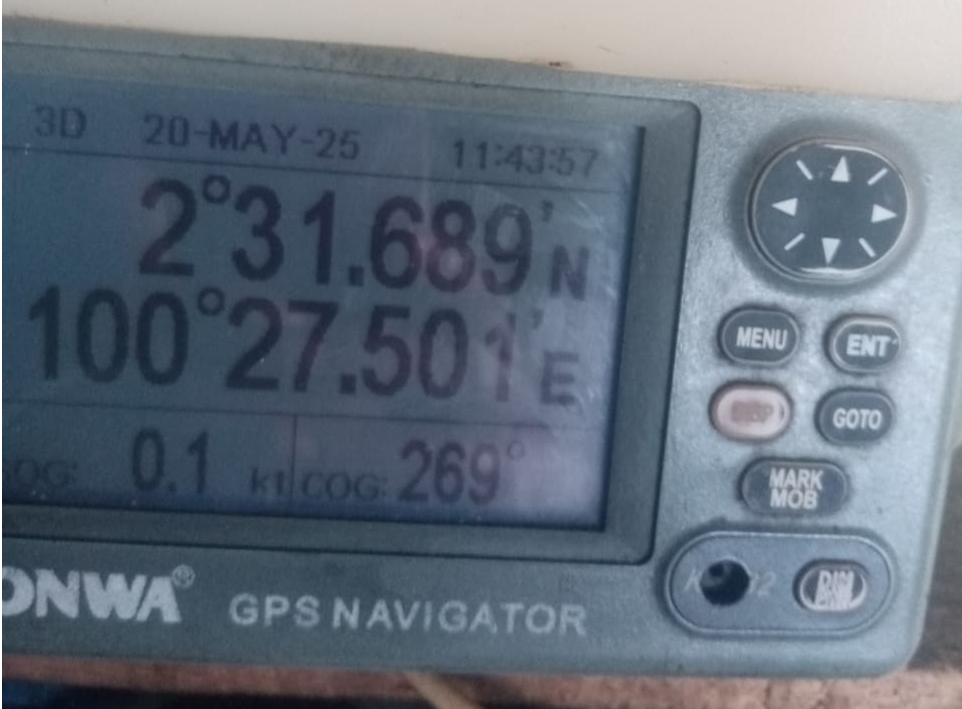 3D 20-MAY-25 11:43:57
2°31.689' N
100°27.501' E
OG: 0.1 kt COG: 269°
MENU ENT
GOTO
MARK
MOB
ONWA® GPS NAVIGATOR